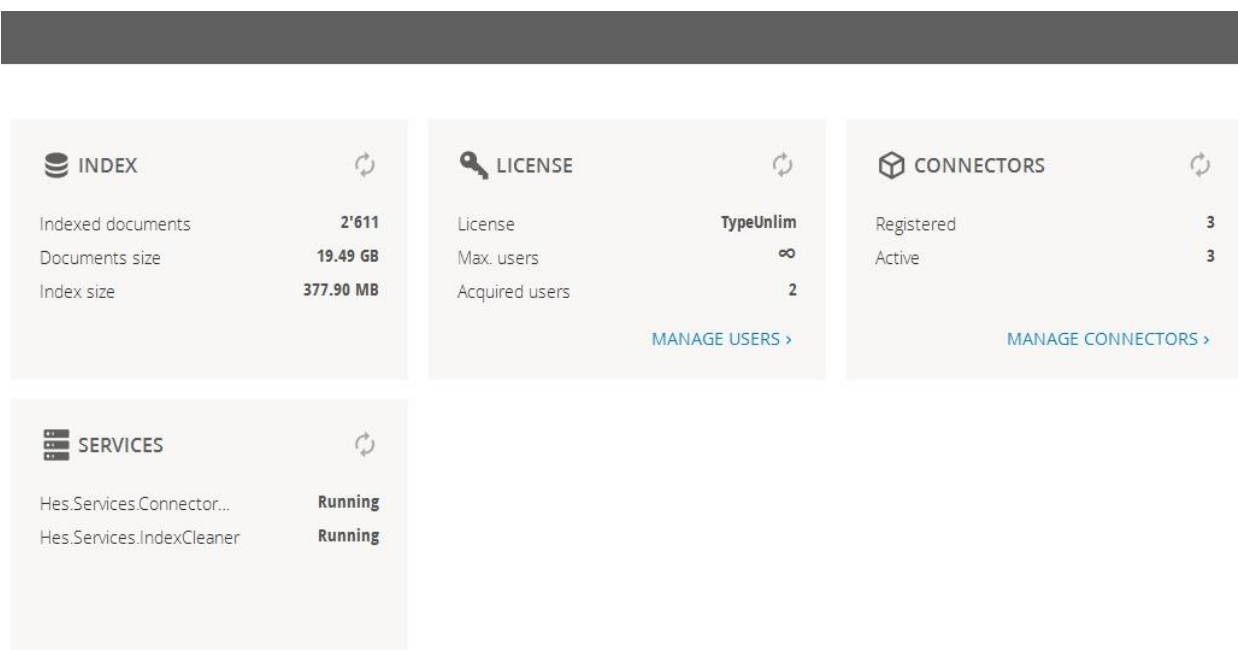 INDEX
Indexed documents 2'611
Documents size 19.49 GB
Index size 377.90 MB
LICENSE
License TypeUnlim
Max. users ∞
Acquired users 2
MANAGE USERS ›
CONNECTORS
Registered 3
Active 3
MANAGE CONNECTORS ›
SERVICES
Hes.Services.Connector... Running
Hes.Services.IndexCleaner Running